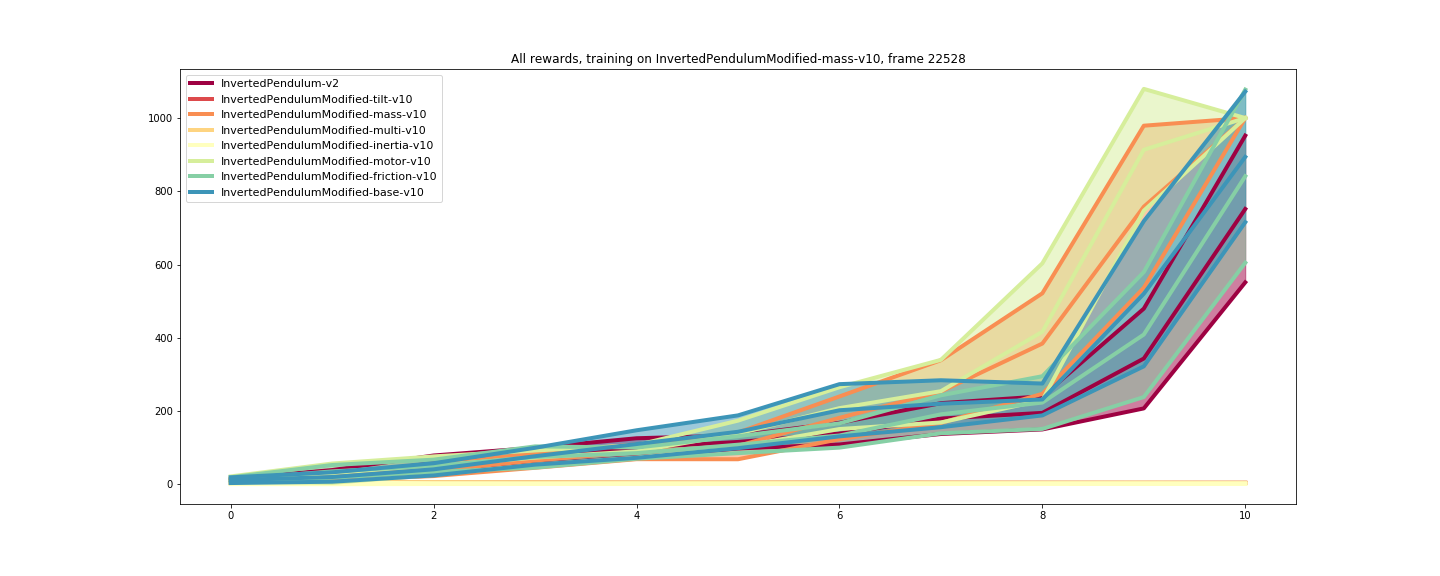 All rewards, training on InvertedPendulumModified-mass-v10, frame 22528
InvertedPendulum-v2
InvertedPendulumModified-tilt-v10
InvertedPendulumModified-mass-v10
InvertedPendulumModified-multi-v10
InvertedPendulumModified-inertia-v10
InvertedPendulumModified-motor-v10
InvertedPendulumModified-friction-v10
InvertedPendulumModified-base-v10
1000
800
600
400
200
0
0 2 4 6 8 10